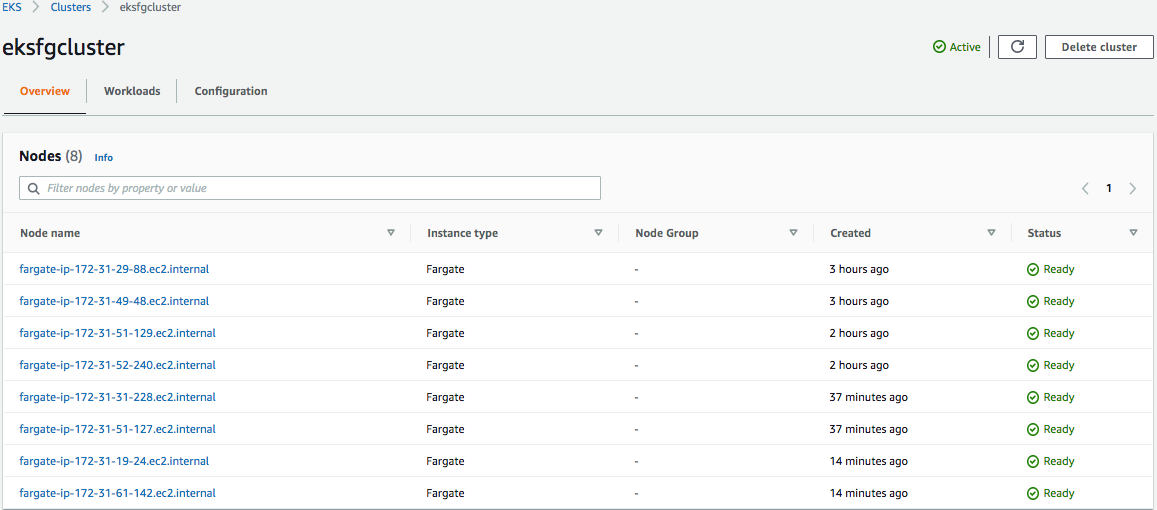 EKS > Clusters > eksfgcluster
eksfgcluster
Active
Delete cluster
Overview Workloads Configuration
Nodes (8) Info
Filter nodes by property or value
1
Node name Instance type Node Group Created Status
fargate-ip-172-31-29-88.ec2.internal Fargate - 3 hours ago Ready
fargate-ip-172-31-49-48.ec2.internal Fargate - 3 hours ago Ready
fargate-ip-172-31-51-129.ec2.internal Fargate - 2 hours ago Ready
fargate-ip-172-31-52-240.ec2.internal Fargate - 2 hours ago Ready
fargate-ip-172-31-31-228.ec2.internal Fargate - 37 minutes ago Ready
fargate-ip-172-31-51-127.ec2.internal Fargate - 37 minutes ago Ready
fargate-ip-172-31-19-24.ec2.internal Fargate - 14 minutes ago Ready
fargate-ip-172-31-61-142.ec2.internal Fargate - 14 minutes ago Ready